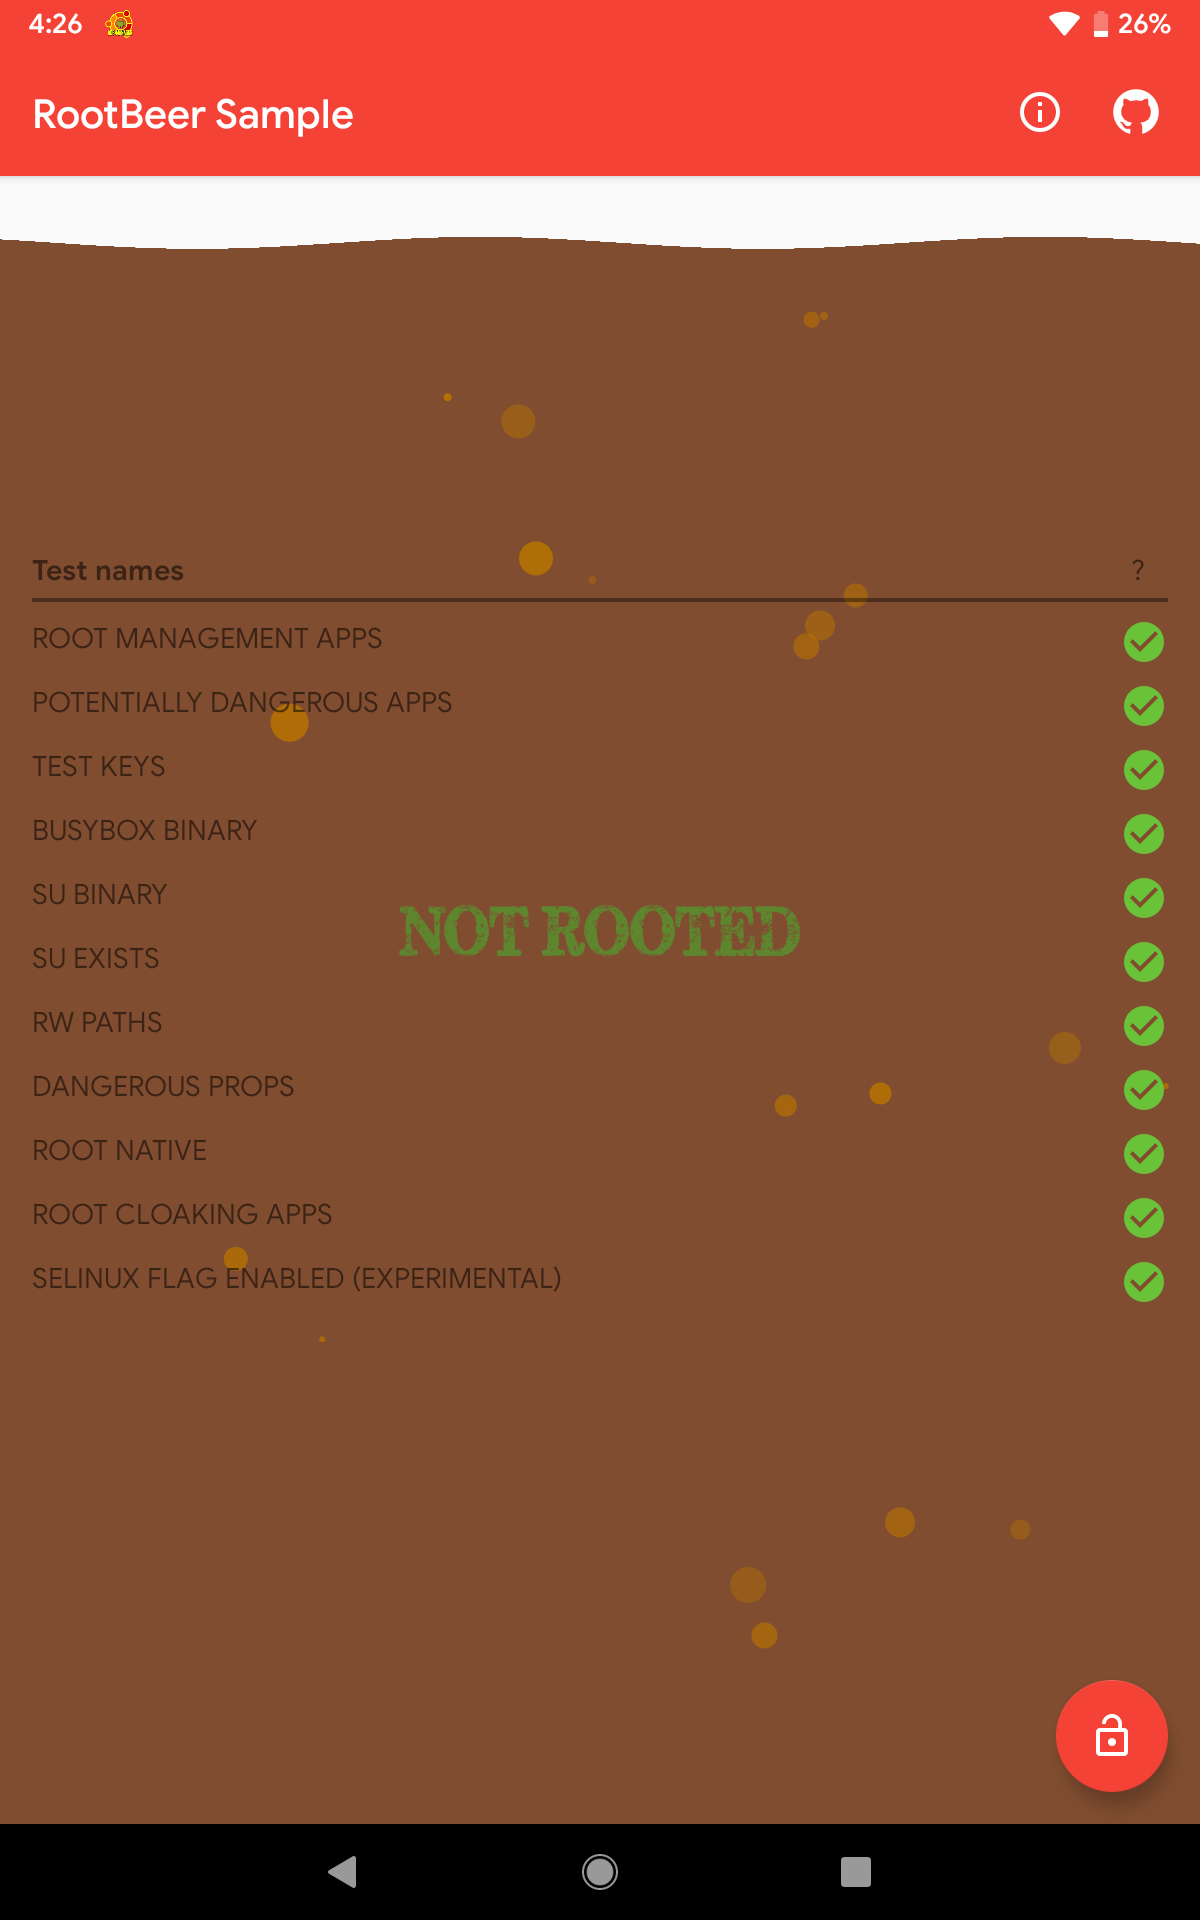 4:26 26%
RootBeer Sample
Test names ?
ROOT MANAGEMENT APPS
POTENTIALLY DANGEROUS APPS
TEST KEYS
BUSYBOX BINARY
SU BINARY
NOT ROOTED
SU EXISTS
RW PATHS
DANGEROUS PROPS
ROOT NATIVE
ROOT CLOAKING APPS
SELINUX FLAG ENABLED (EXPERIMENTAL)